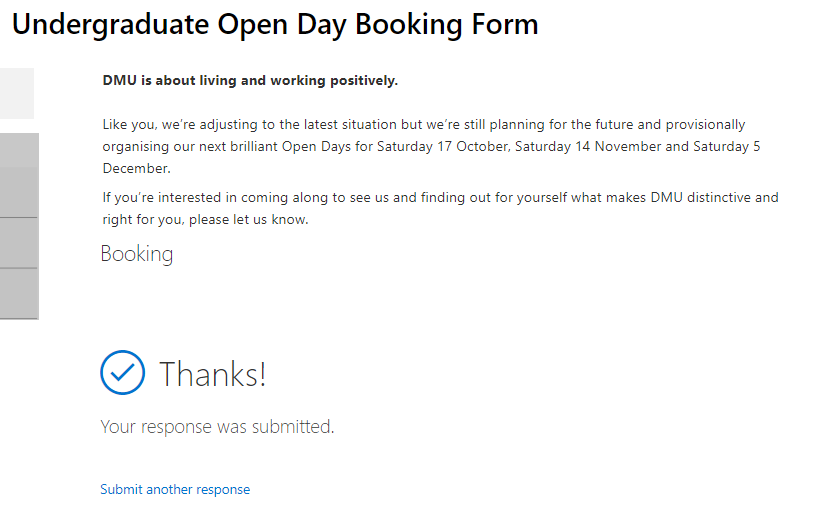 Undergraduate Open Day Booking Form
DMU is about living and working positively.
Like you, we’re adjusting to the latest situation but we’re still planning for the future and provisionally
organising our next brilliant Open Days for Saturday 17 October, Saturday 14 November and Saturday 5
December.
If you’re interested in coming along to see us and finding out for yourself what makes DMU distinctive and
right for you, please let us know.
Booking
Thanks!
Your response was submitted.
Submit another response